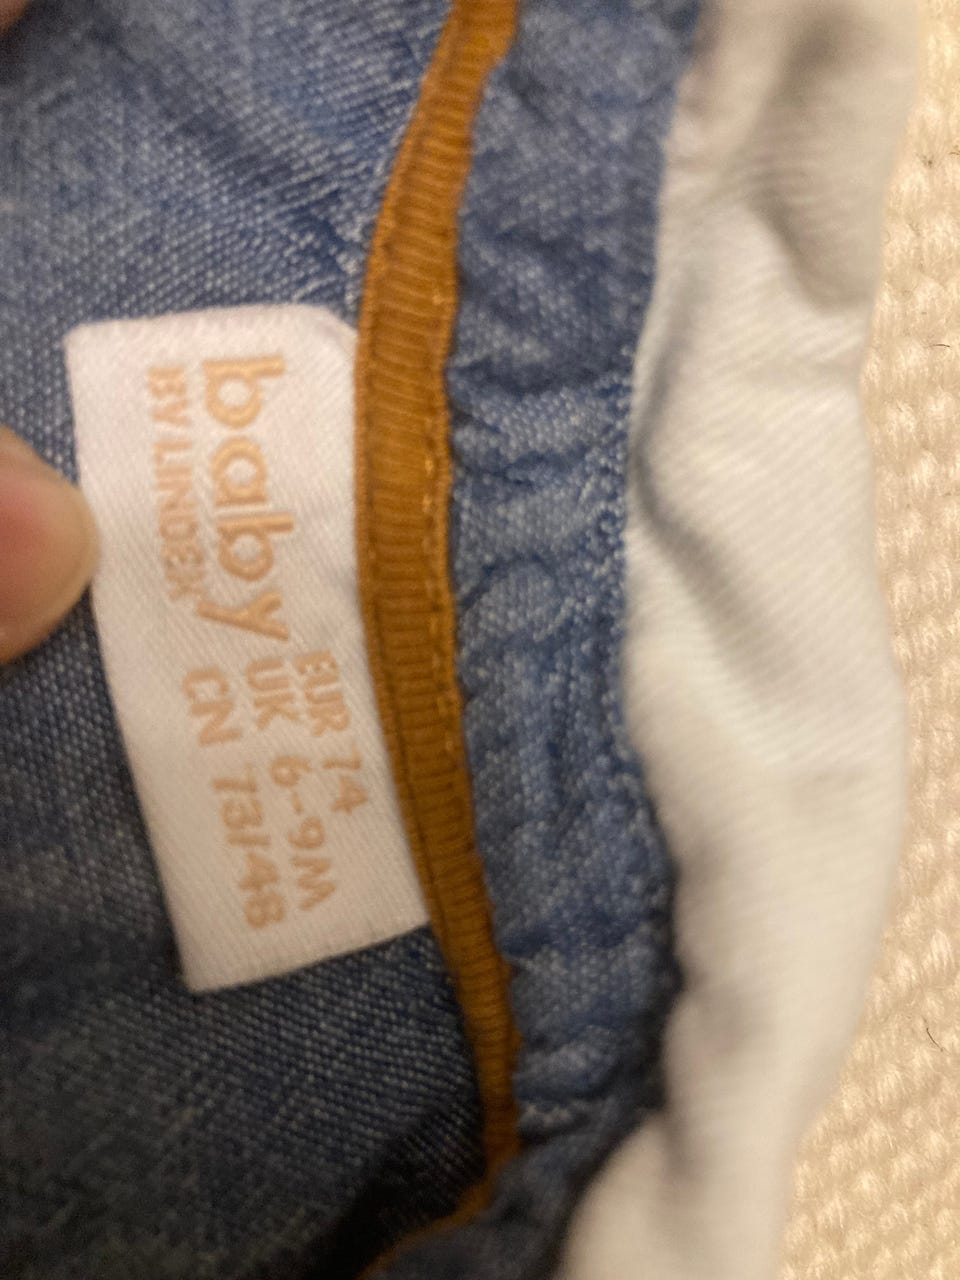 baby
BY LINDEX
EUR 74
UK 6-9M
CN 73/48